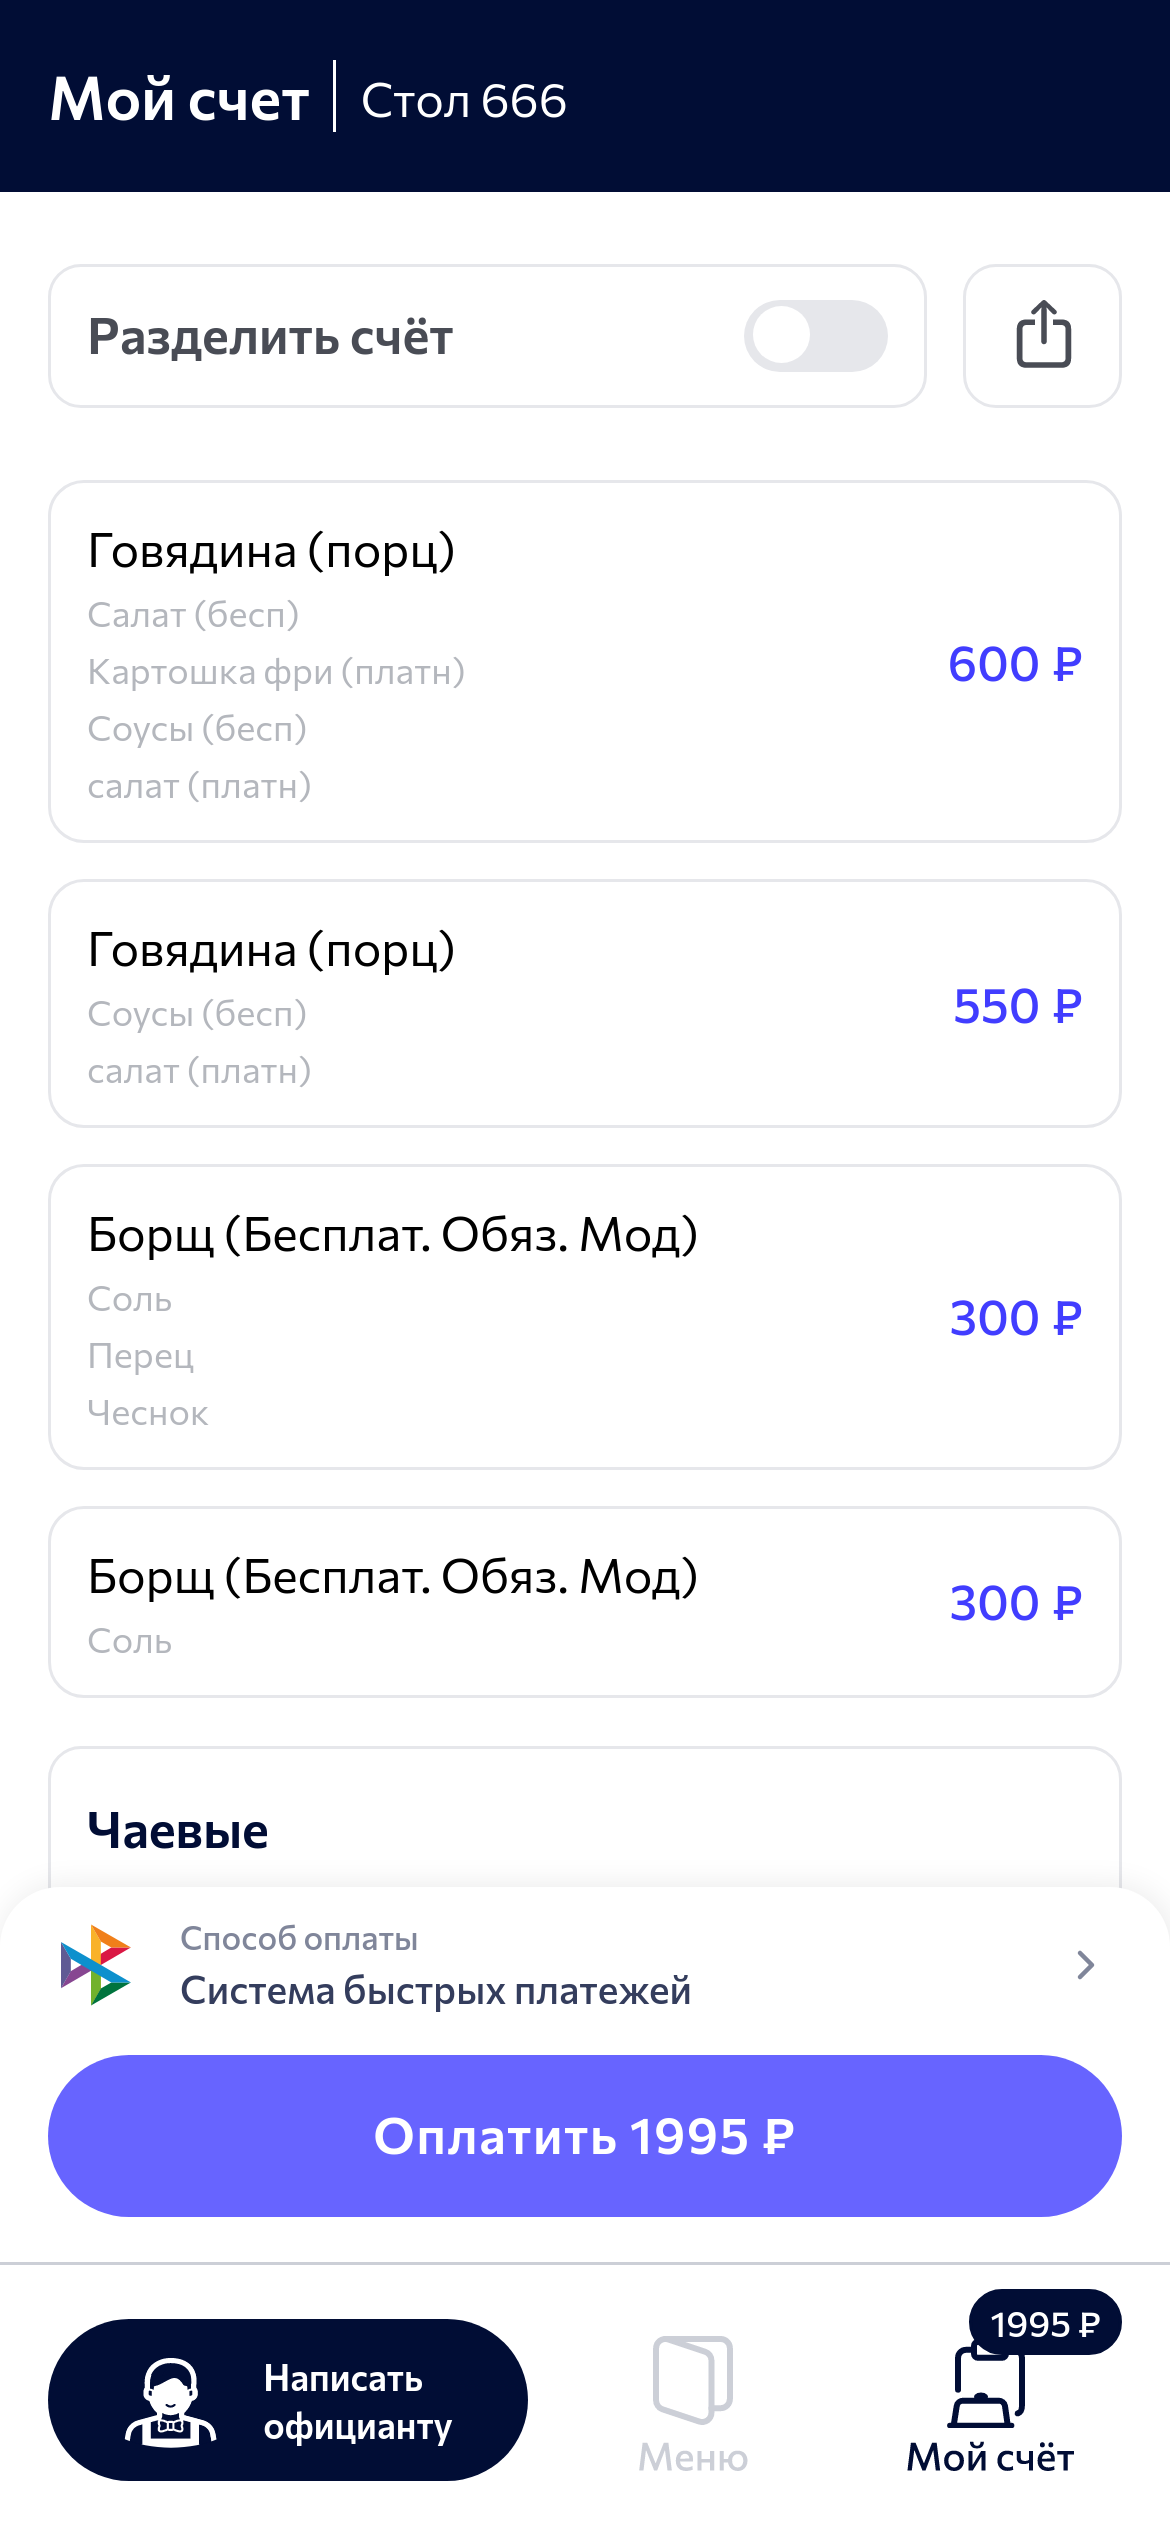 Мой счет
Стол 666
Разделить счёт
Говядина (порц)
Салат (бесп)
Картошка фри (платн)
Соусы (бесп)
салат (платн)
600 ₽
Говядина (порц)
Соусы (бесп)
салат (платн)
550 ₽
Борщ (Бесплат. Обяз. Мод)
Соль
Перец
Чеснок
300 ₽
Борщ (Бесплат. Обяз. Мод)
Соль
300 ₽
Чаевые
Способ оплаты
Система быстрых платежей
Оплатить 1995 ₽
Написать
официанту
Меню
1995 ₽
Мой счёт